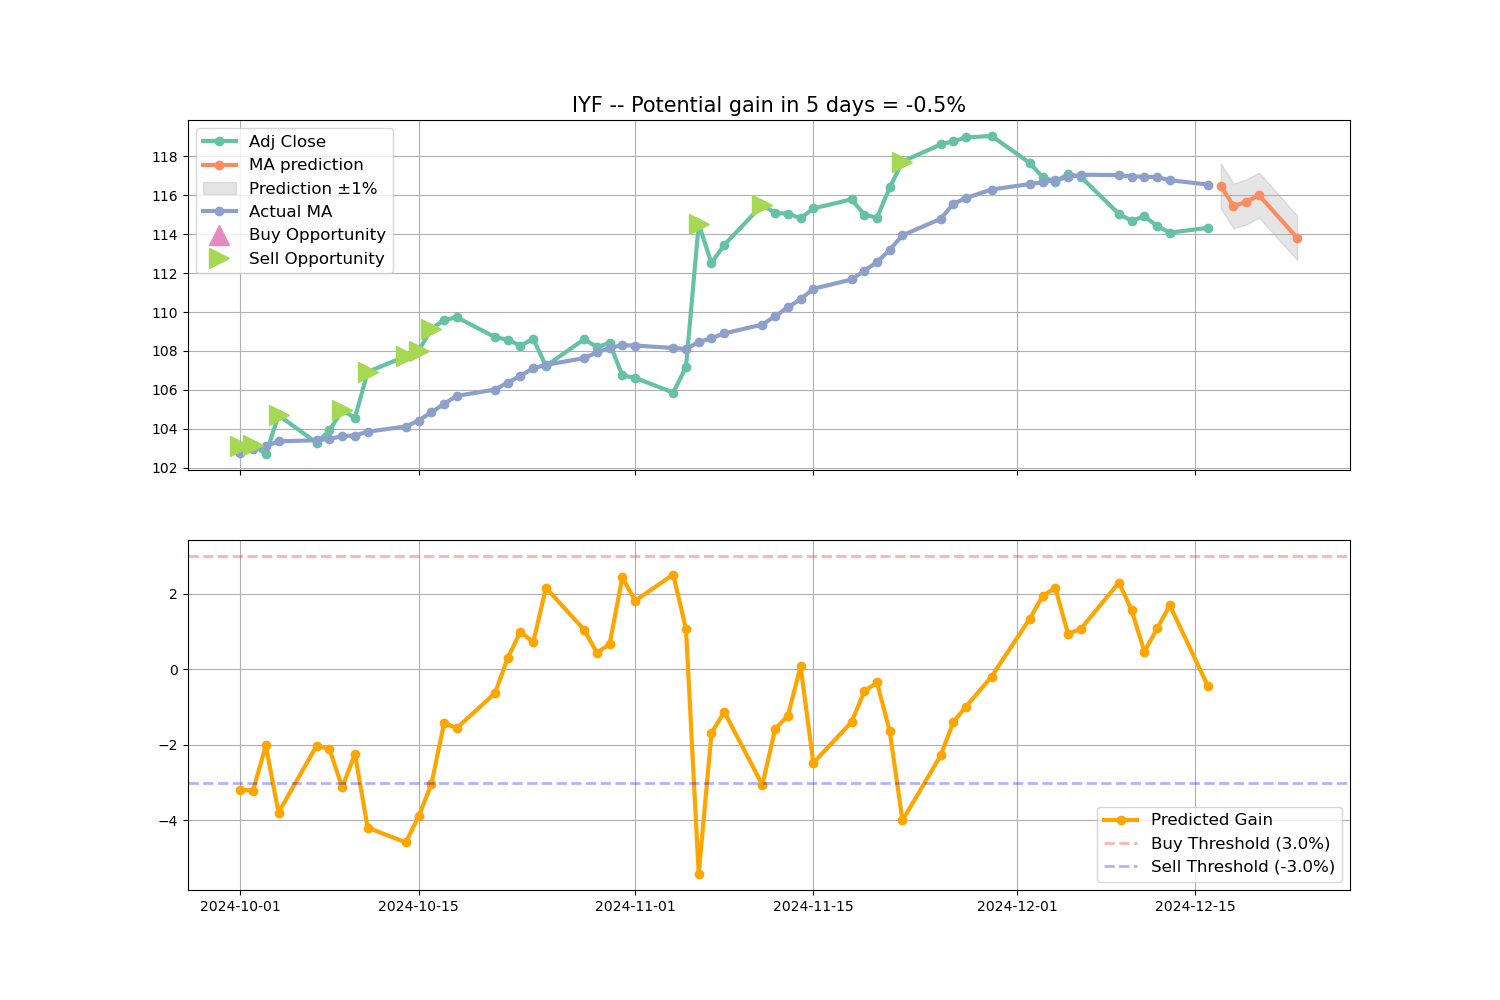 IYF -- Potential gain in 5 days = -0.5%
Adj Close
MA prediction
Prediction ±1%
Actual MA
Buy Opportunity
Sell Opportunity
118
116
114
112
110
108
106
104
102
2
0
−2
−4
Predicted Gain
Buy Threshold (3.0%)
Sell Threshold (-3.0%)
2024-10-01 2024-10-15 2024-11-01 2024-11-15 2024-12-01 2024-12-15